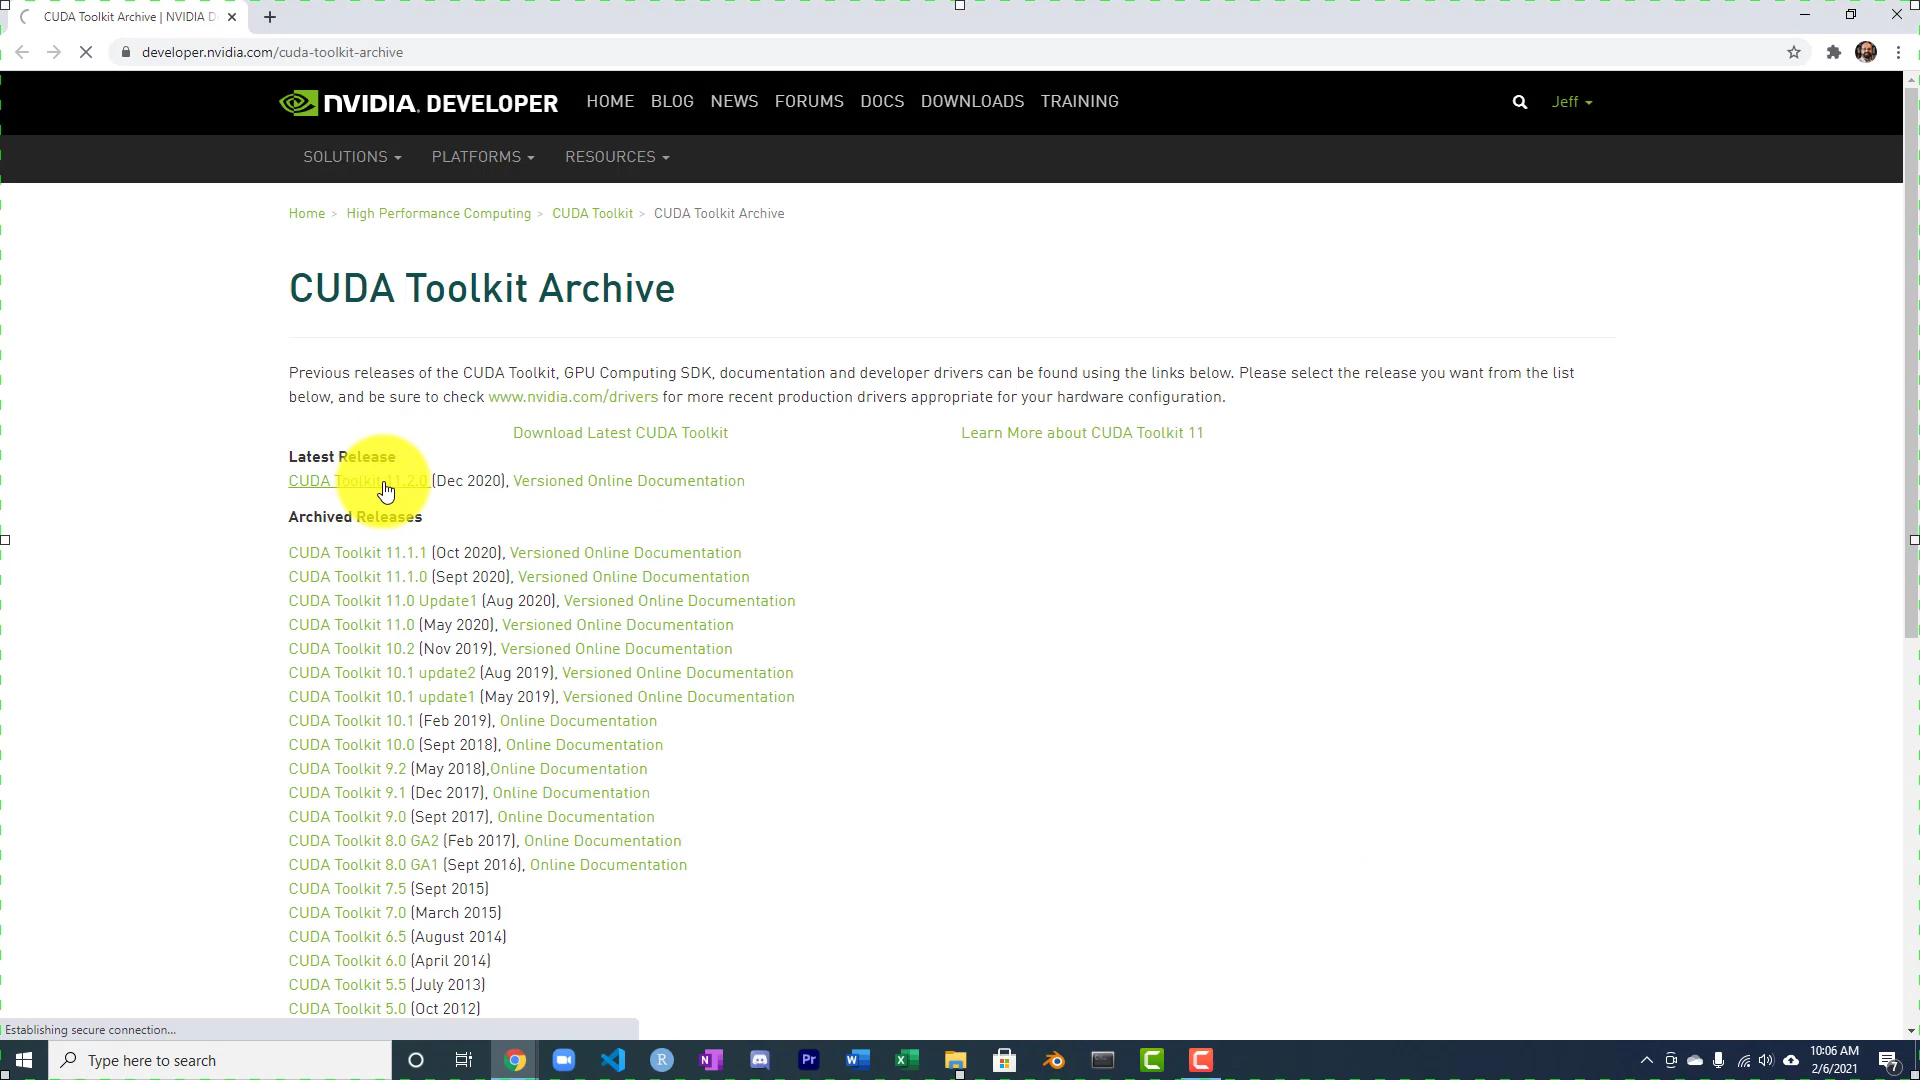 CUDA Toolkit Archive | NVIDIA D
developer.nvidia.com/cuda-toolkit-archive
NVIDIA. DEVELOPER HOME BLOG NEWS FORUMS DOCS DOWNLOADS TRAINING Jeff
SOLUTIONS PLATFORMS RESOURCES
Home > High Performance Computing > CUDA Toolkit > CUDA Toolkit Archive
CUDA Toolkit Archive
Previous releases of the CUDA Toolkit, GPU Computing SDK, documentation and developer drivers can be found using the links below. Please select the release you want from the list
below, and be sure to check www.nvidia.com/drivers for more recent production drivers appropriate for your hardware configuration.
Download Latest CUDA Toolkit Learn More about CUDA Toolkit 11
Latest Release
CUDA Toolkit 11.2.0 (Dec 2020), Versioned Online Documentation
Archived Releases
CUDA Toolkit 11.1.1 (Oct 2020), Versioned Online Documentation
CUDA Toolkit 11.1.0 (Sept 2020), Versioned Online Documentation
CUDA Toolkit 11.0 Update1 (Aug 2020), Versioned Online Documentation
CUDA Toolkit 11.0 (May 2020), Versioned Online Documentation
CUDA Toolkit 10.2 (Nov 2019), Versioned Online Documentation
CUDA Toolkit 10.1 update2 (Aug 2019), Versioned Online Documentation
CUDA Toolkit 10.1 update1 (May 2019), Versioned Online Documentation
CUDA Toolkit 10.1 (Feb 2019), Online Documentation
CUDA Toolkit 10.0 (Sept 2018), Online Documentation
CUDA Toolkit 9.2 (May 2018),Online Documentation
CUDA Toolkit 9.1 (Dec 2017), Online Documentation
CUDA Toolkit 9.0 (Sept 2017), Online Documentation
CUDA Toolkit 8.0 GA2 (Feb 2017), Online Documentation
CUDA Toolkit 8.0 GA1 (Sept 2016), Online Documentation
CUDA Toolkit 7.5 (Sept 2015)
CUDA Toolkit 7.0 (March 2015)
CUDA Toolkit 6.5 (August 2014)
CUDA Toolkit 6.0 (April 2014)
CUDA Toolkit 5.5 (July 2013)
CUDA Toolkit 5.0 (Oct 2012)
Establishing secure connection...
Type here to search
10:06 AM
2/6/2021
7